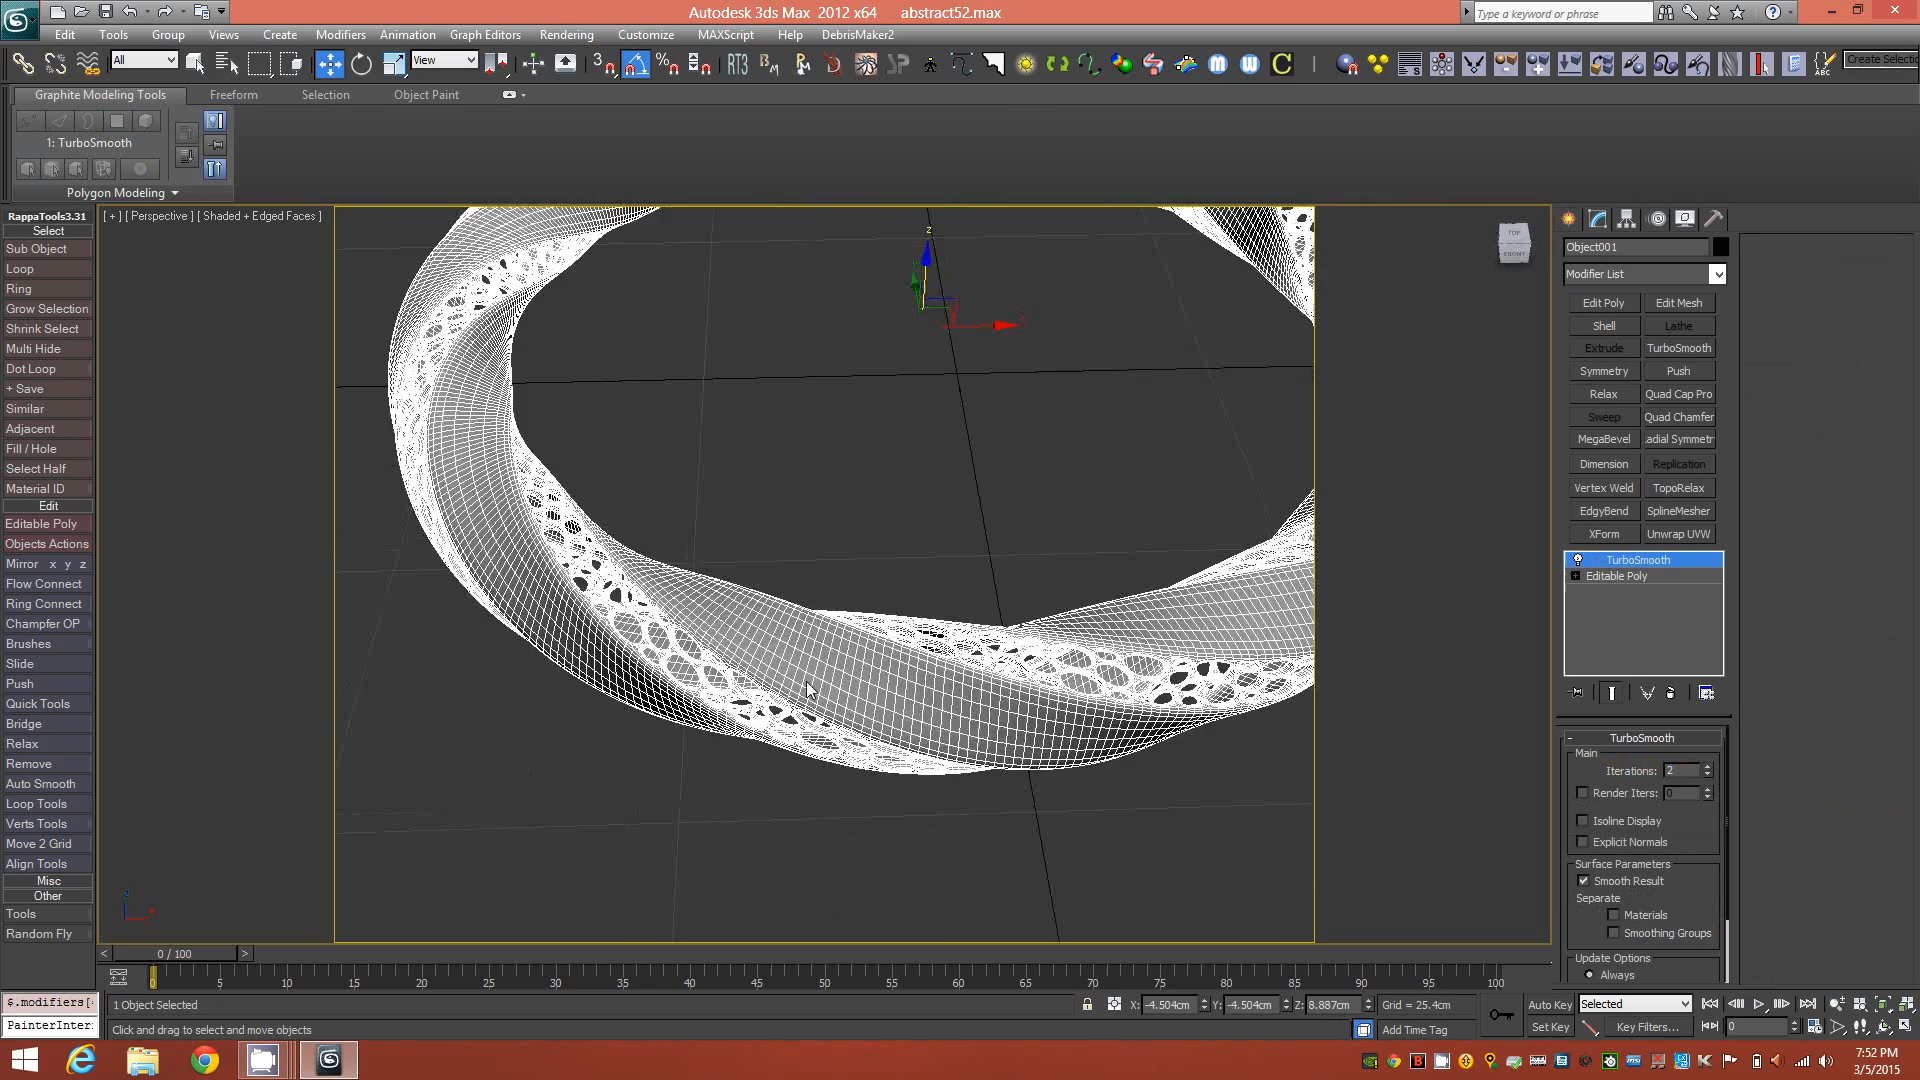 Autodesk 3ds Max  2012 x64      abstract52.max
Type a keyword or phrase
Edit Tools Group Views Create Modifiers Animation Graph Editors Rendering Customize MAXScript Help DebrisMaker2
All View RT3 Create Selectio
Graphite Modeling Tools Freeform Selection Object Paint
1: TurboSmooth
Polygon Modeling
[ + ] [ Perspective ] [ Shaded + Edged Faces ]
RappaTools3.31
Select
Sub Object
Loop
Ring
Grow Selection
Shrink Select
Multi Hide
Dot Loop
+ Save
Similar
Adjacent
Fill / Hole
Select Half
Material ID
Edit
Editable Poly
Objects Actions
Mirror x y z
Flow Connect
Ring Connect
Champfer OP
Brushes
Slide
Push
Quick Tools
Bridge
Relax
Remove
Auto Smooth
Loop Tools
Verts Tools
Move 2 Grid
Align Tools
Misc
Other
Tools
Random Fly
z
x
TOP
FRONT
Object001
Modifier List
Edit Poly Edit Mesh
Shell Lathe
Extrude TurboSmooth
Symmetry Push
Relax Quad Cap Pro
Sweep Quad Chamfer
MegaBevel adial Symmetr
Dimension Replication
Vertex Weld TopoRelax
EdgyBend SplineMesher
XForm Unwrap UVW
TurboSmooth
Editable Poly
- TurboSmooth
Main
Iterations: 2
Render Iters: 0
Isoline Display
Explicit Normals
Surface Parameters
Smooth Result
Separate
Materials
Smoothing Groups
Update Options
Always
< 0 / 100 >
0 5 10 15 20 25 30 35 40 45 50 55 60 65 70 75 80 85 90 95 100
$.modifiers[
1 Object Selected
X: -4.504cm Y: -4.504cm Z: 8.887cm Grid = 25.4cm
Auto Key Selected
PainterInter
Click and drag to select and move objects
Add Time Tag
Set Key Key Filters... 0
7:52 PM
3/5/2015